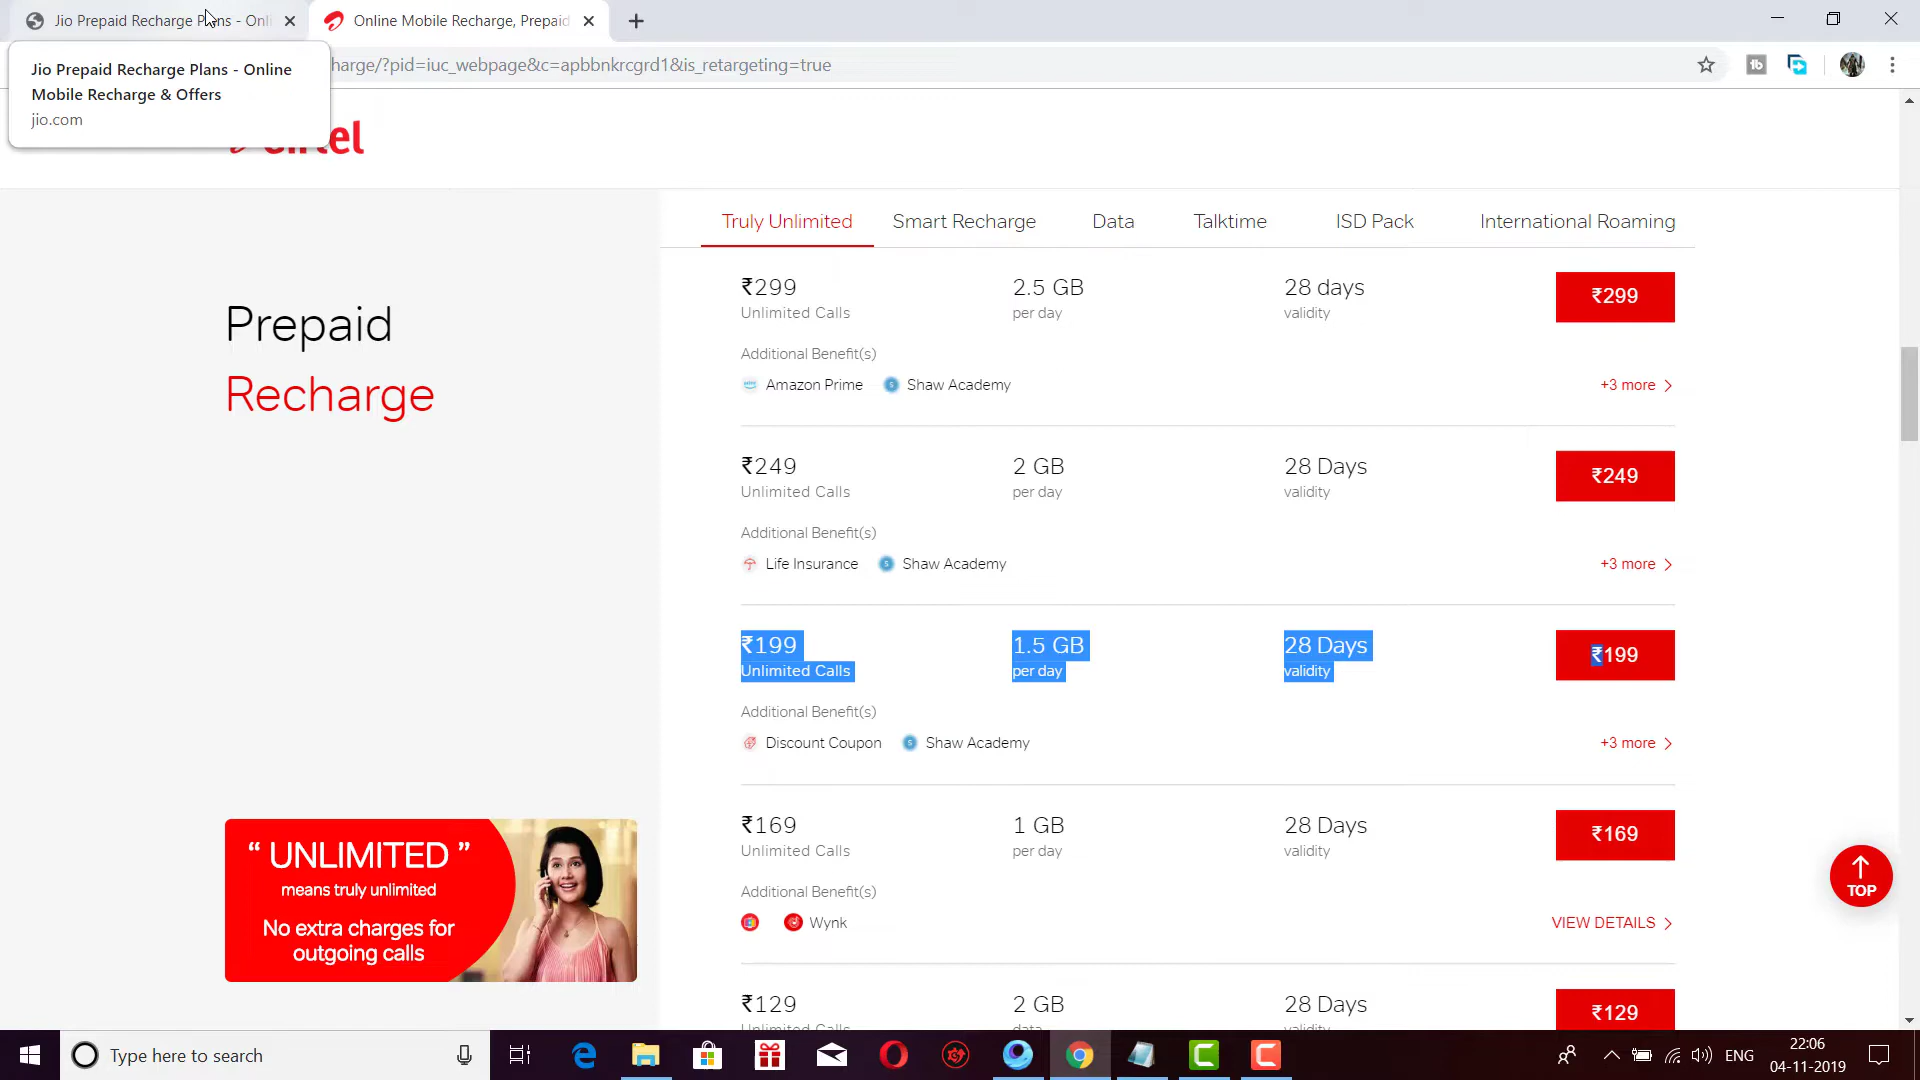 Jio Prepaid Recharge Plans - Onli
Online Mobile Recharge, Prepaid
Jio Prepaid Recharge Plans - Online
Mobile Recharge & Offers
jio.com
harge/?pid=iuc_webpage&c=apbbnkrcgrd1&is_retargeting=true
airtel
Truly Unlimited Smart Recharge Data Talktime ISD Pack International Roaming
Prepaid
Recharge
₹299 2.5 GB 28 days ₹299
Unlimited Calls per day validity
Additional Benefit(s)
Amazon Prime Shaw Academy +3 more
₹249 2 GB 28 Days ₹249
Unlimited Calls per day validity
Additional Benefit(s)
Life Insurance Shaw Academy +3 more
₹199 1.5 GB 28 Days ₹199
Unlimited Calls per day validity
Additional Benefit(s)
Discount Coupon Shaw Academy +3 more
₹169 1 GB 28 Days ₹169
Unlimited Calls per day validity
Additional Benefit(s)
Wynk VIEW DETAILS
₹129 2 GB 28 Days ₹129
Unlimited Calls data
“ UNLIMITED ”
means truly unlimited
No extra charges for
outgoing calls
TOP
Type here to search
ENG
22:06
04-11-2019